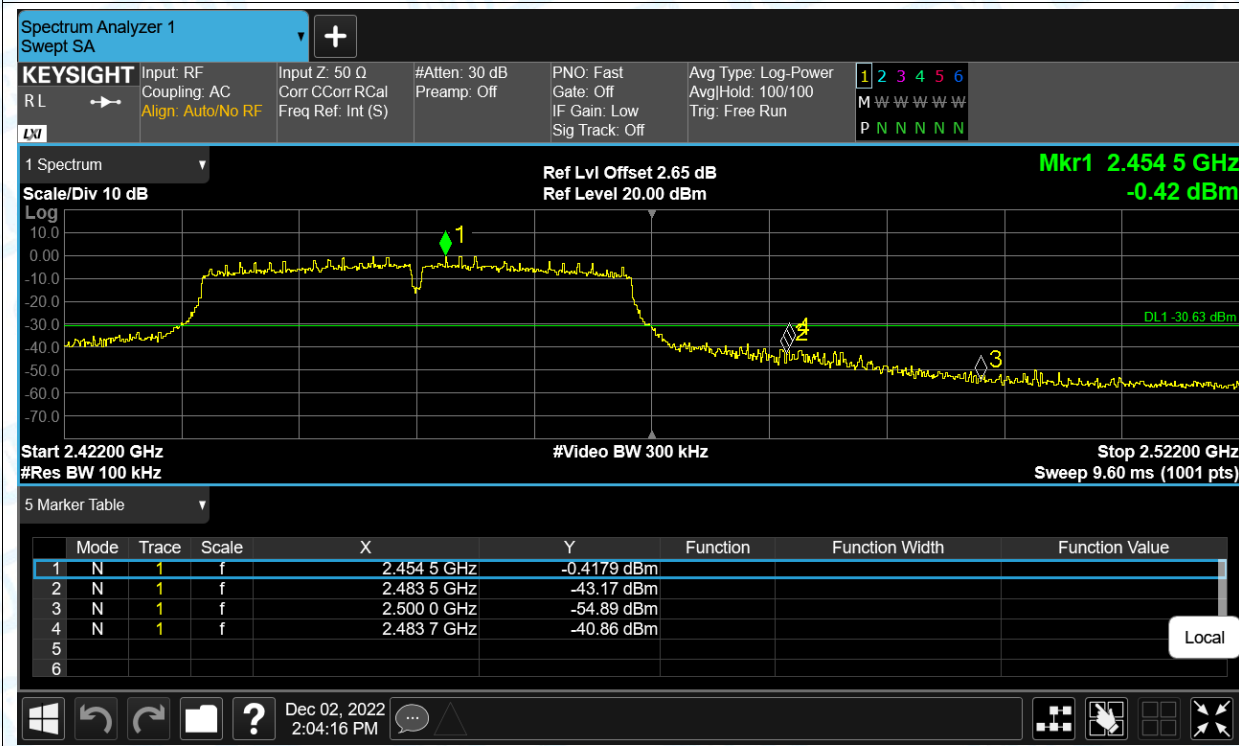 Spectrum Analyzer 1
Swept SA
KEYSIGHT
R L
LXI
Input: RF
Coupling: AC
Align: Auto/No RF
Input Z: 50 Ω
Corr CCorr RCal
Freq Ref: Int (S)
#Atten: 30 dB
Preamp: Off
PNO: Fast
Gate: Off
IF Gain: Low
Sig Track: Off
Avg Type: Log-Power
Avg|Hold: 100/100
Trig: Free Run
1 2 3 4 5 6
M W W W W W W
P N N N N N
1 Spectrum
Scale/Div 10 dB
Ref Lvl Offset 2.65 dB
Ref Level 20.00 dBm
Mkr1 2.454 5 GHz
-0.42 dBm
Log
10.0
0.00
-10.0
-20.0
-30.0
-40.0
-50.0
-60.0
-70.0
1
4
2
3
DL1 -30.63 dBm
Start 2.42200 GHz
#Video BW 300 kHz
Stop 2.52200 GHz
#Res BW 100 kHz
Sweep 9.60 ms (1001 pts)
5 Marker Table
Mode Trace Scale X Y Function Function Width Function Value
1 N 1 f 2.454 5 GHz -0.4179 dBm
2 N 1 f 2.483 5 GHz -43.17 dBm
3 N 1 f 2.500 0 GHz -54.89 dBm
4 N 1 f 2.483 7 GHz -40.86 dBm
5
6
Local
?
Dec 02, 2022
2:04:16 PM